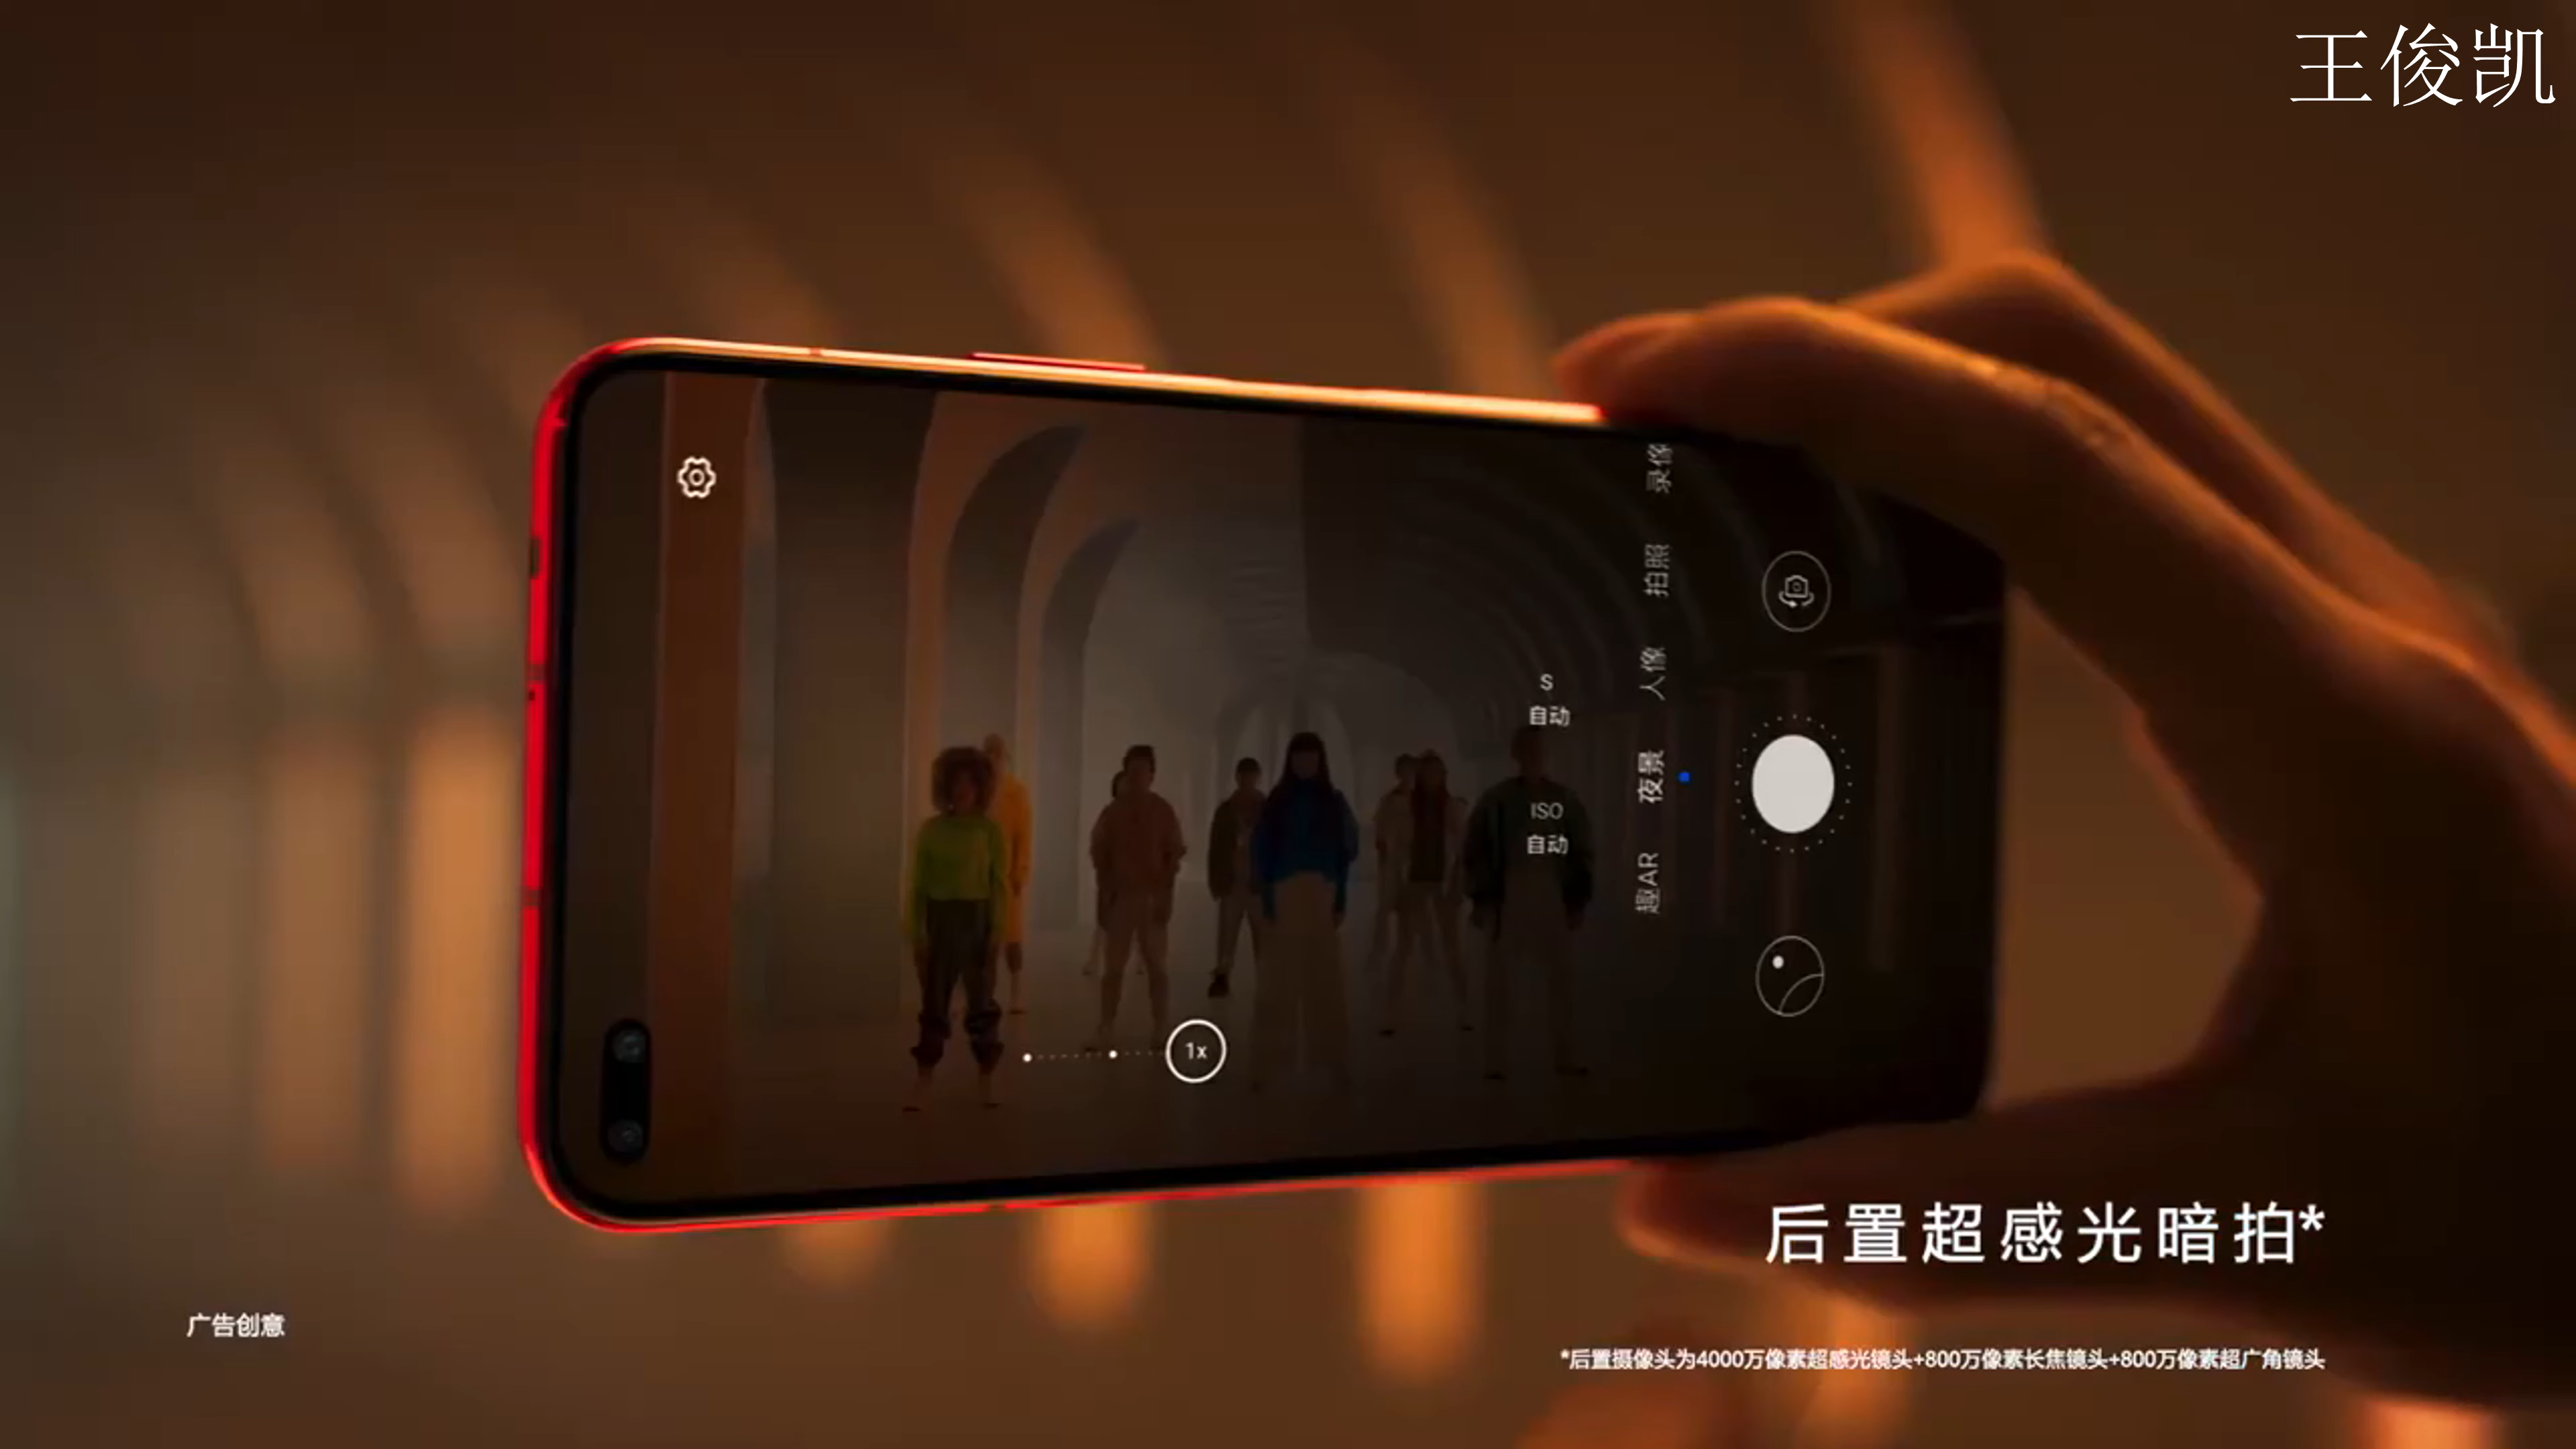 王俊凯
录像
拍照
人像
S
自动
夜景
ISO
自动
趣AR
1x
后置超感光暗拍*
广告创意
*后置摄像头为4000万像素超感光镜头+800万像素长焦镜头+800万像素超广角镜头